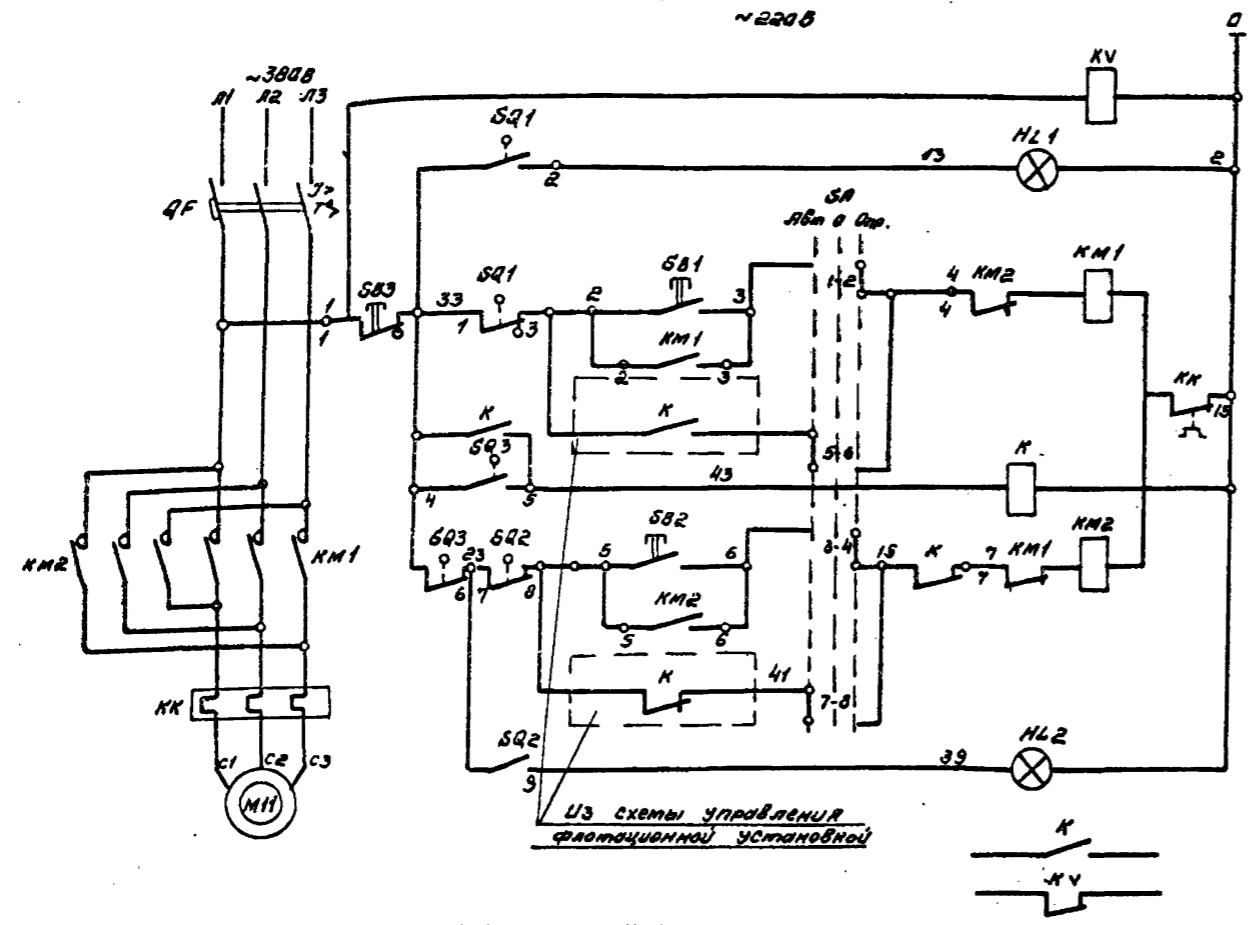 ~220В
0
KV
~380В
Л1 Л2 Л3
SQ1
HL1
2
13
2
SA
Авт 0 Опр.
QF
I>
T>
SB3
1
1
33
SQ1
1
3
2
SB1
3
1-2
4
4
KM2
KM1
KM1
2
3
KK
15
K
5-6
K
SQ3
4
5
43
K
SB2
KM2
KM2
KM1
SQ3
23
SQ2
6
7
8
5
6
3-4
15
K
7
7
KM1
KM2
5
6
K
41
7-8
KK
SQ2
9
39
HL2
C1 C2 C3
M11
Из схемы управления
флотационной установкой
K
KV